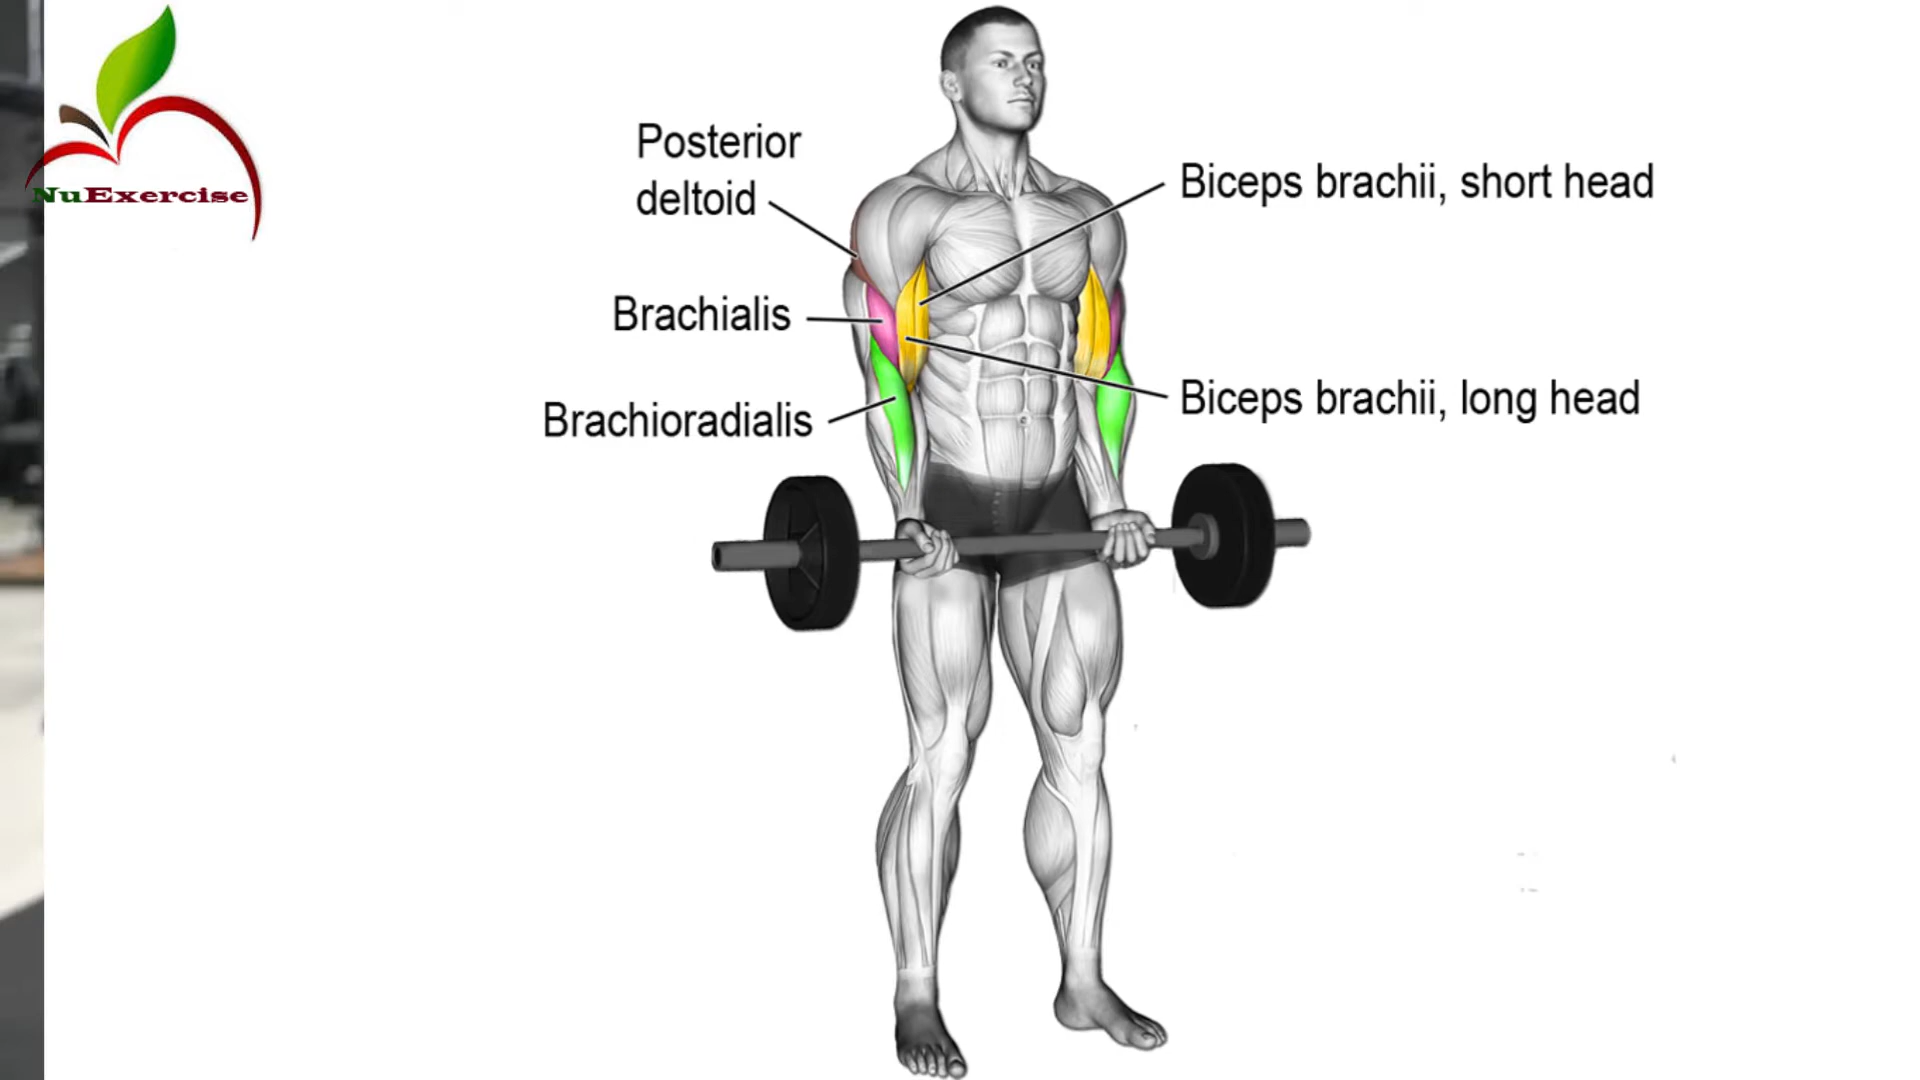 NuExercise
Posterior
deltoid
Biceps brachii, short head
Brachialis
Biceps brachii, long head
Brachioradialis